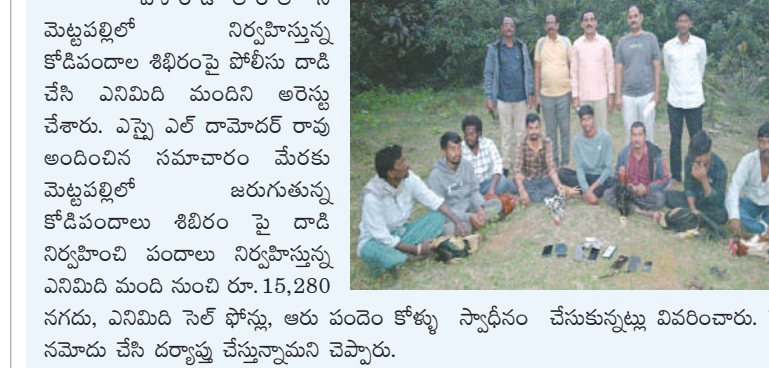 మెట్టపల్లిలో నిర్వహిస్తున్న
కోడిపందాల శిభిరంపై పోలీసు దాడి
చేసి ఎనిమిది మందిని అరెస్టు
చేశారు. ఎస్సై ఎల్ దామోదర్ రావు
అందించిన సమాచారం మేరకు
మెట్టపల్లిలో జరుగుతున్న
కోడిపందాలు శిబిరం పై దాడి
నిర్వహించి పందాలు నిర్వహిస్తున్న
ఎనిమిది మంది నుంచి రూ.15,280
నగదు, ఎనిమిది సెల్ ఫోన్లు, ఆరు పందెం కోళ్ళు స్వాధీనం చేసుకున్నట్లు వివరించారు.
నమోదు చేసి దర్యాప్తు చేస్తున్నామని చెప్పారు.